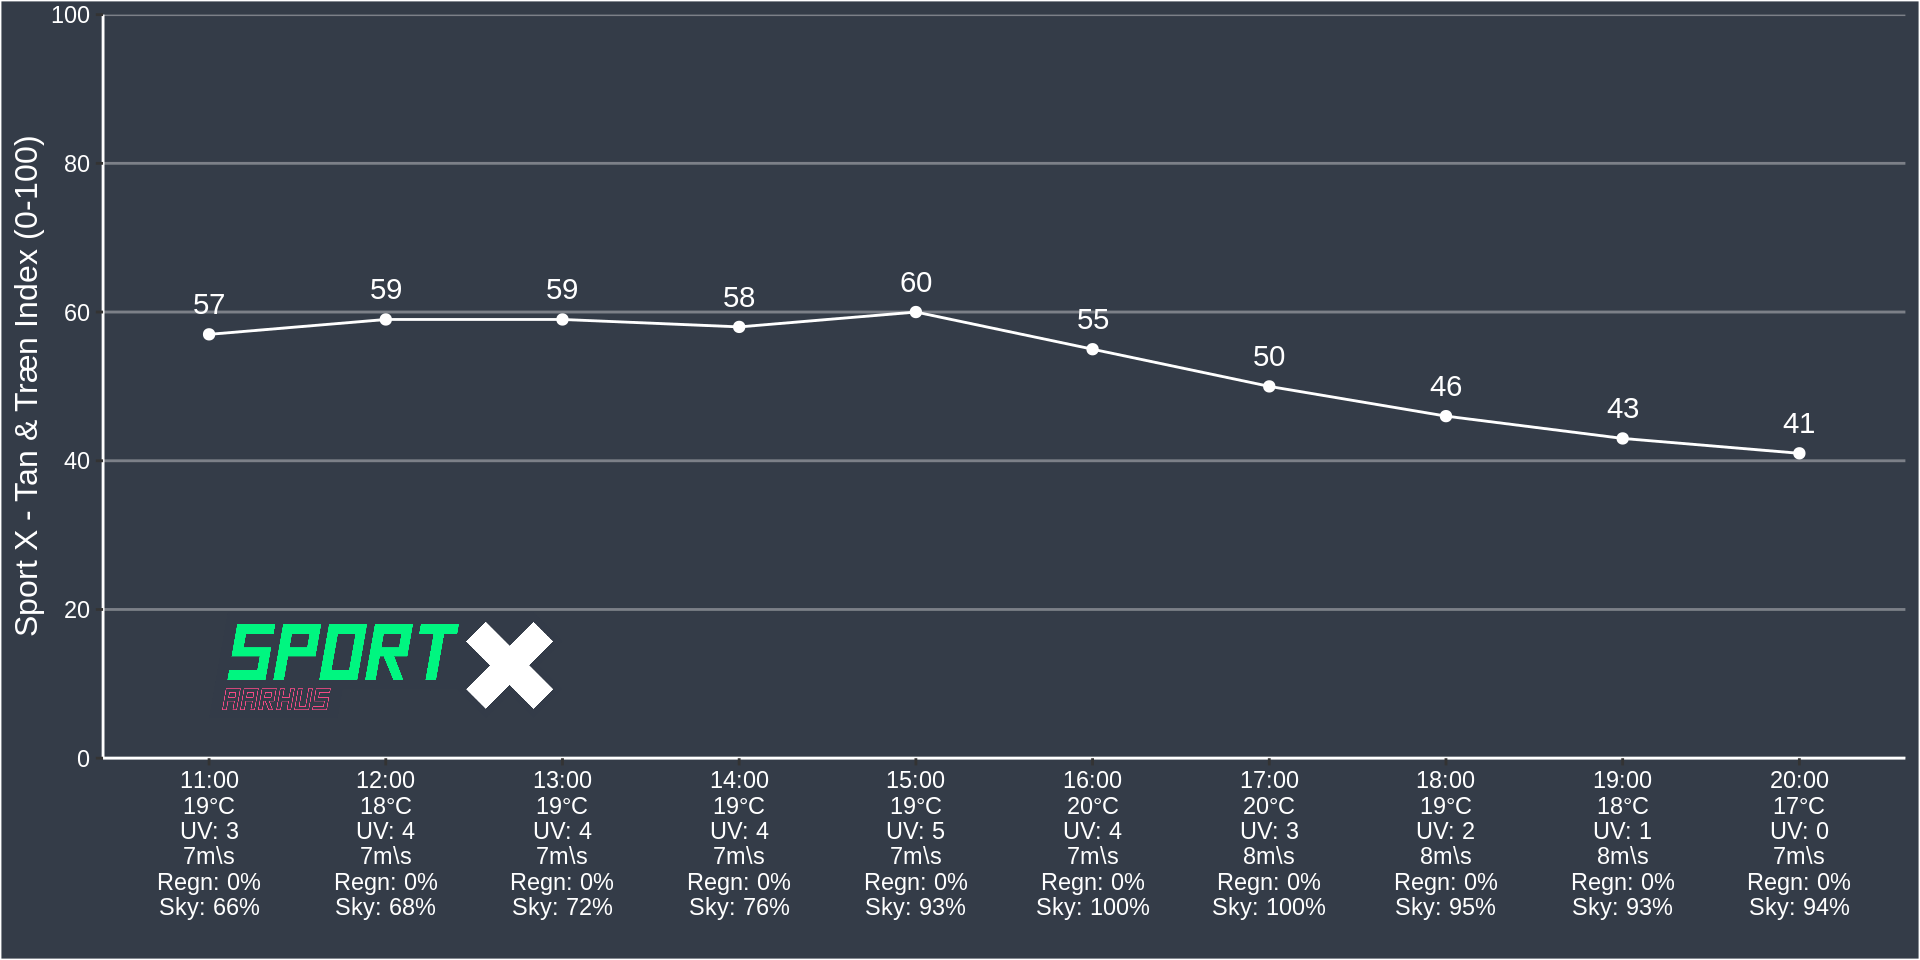 Sport X - Tan & Træn Index (0-100)
100
80
60
40
20
0
57
59
59
58
60
55
50
46
43
41
SPORT X
AARHUS
11:00 12:00 13:00 14:00 15:00 16:00 17:00 18:00 19:00 20:00
19°C 18°C 19°C 19°C 19°C 20°C 20°C 19°C 18°C 17°C
UV: 3 UV: 4 UV: 4 UV: 4 UV: 5 UV: 4 UV: 3 UV: 2 UV: 1 UV: 0
7m\s 7m\s 7m\s 7m\s 7m\s 7m\s 8m\s 8m\s 8m\s 7m\s
Regn: 0% Regn: 0% Regn: 0% Regn: 0% Regn: 0% Regn: 0% Regn: 0% Regn: 0% Regn: 0% Regn: 0%
Sky: 66% Sky: 68% Sky: 72% Sky: 76% Sky: 93% Sky: 100% Sky: 100% Sky: 95% Sky: 93% Sky: 94%